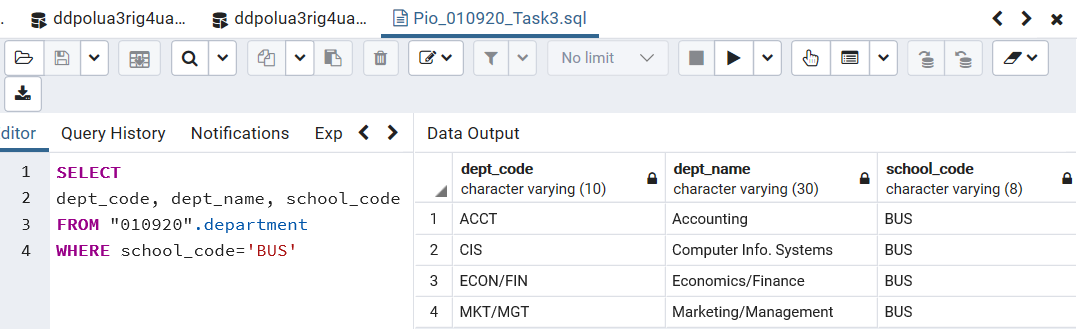 ddpolua3rig4ua... ddpolua3rig4ua... Pio_010920_Task3.sql
No limit
ditor Query History Notifications Exp Data Output
1 SELECT
2 dept_code, dept_name, school_code
3 FROM "010920".department
4 WHERE school_code='BUS'
dept_code dept_name school_code
character varying (10) character varying (30) character varying (8)
1 ACCT Accounting BUS
2 CIS Computer Info. Systems BUS
3 ECON/FIN Economics/Finance BUS
4 MKT/MGT Marketing/Management BUS